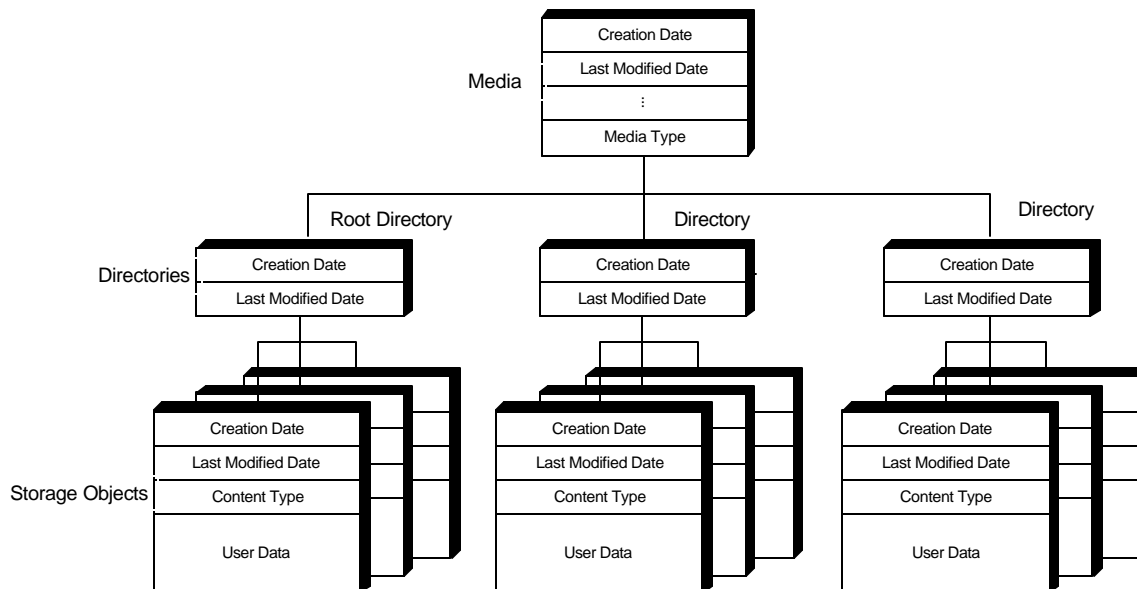 Creation Date
Last Modified Date
Media
⋮
Media Type
Root Directory
Directory
Directory
Directories
Creation Date
Creation Date
Creation Date
Last Modified Date
Last Modified Date
Last Modified Date
Creation Date
Creation Date
Creation Date
Last Modified Date
Last Modified Date
Last Modified Date
Storage Objects
Content Type
Content Type
Content Type
User Data
User Data
User Data